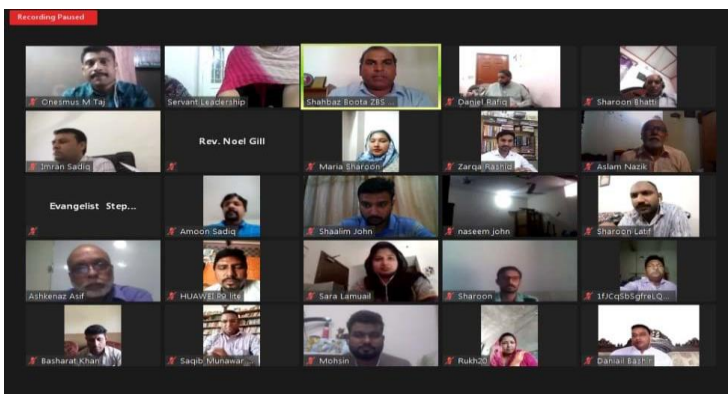 Recording Paused
Onesmus M Taj
Servant Leadership
Shahbaz Boota ZBS ...
Daniel Rafiq
Sharoon Bhatti
Imran Sadiq
Rev. Noel Gill
Maria Sharoon
Zarqa Rashid
Aslam Nazik
Evangelist Step...
Amoon Sadiq
Shaalim John
naseem john
Sharoon Latif
Ashkenaz Asif
HUAWEI P9 lite
Sara Lamuail
Sharoon
1fJCqSbSgfreLQ...
Basharat Khan
Saqib Munawar
Mohsin
Rukh20
Daniail Bashir